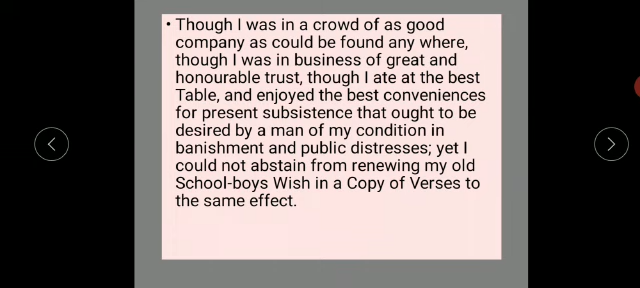 • Though I was in a crowd of as good
company as could be found any where,
though I was in business of great and
honourable trust, though I ate at the best
Table, and enjoyed the best conveniences
for present subsistence that ought to be
desired by a man of my condition in
banishment and public distresses; yet I
could not abstain from renewing my old
School-boys Wish in a Copy of Verses to
the same effect.